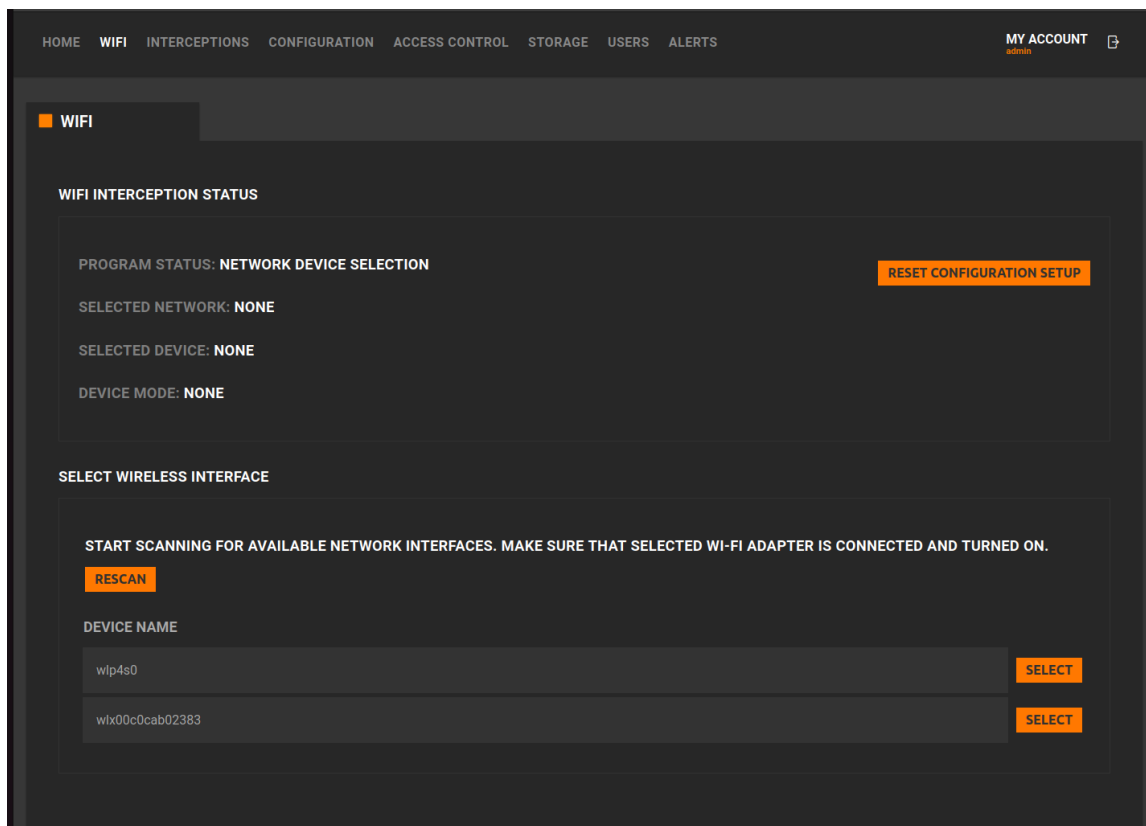 HOME WIFI INTERCEPTIONS CONFIGURATION ACCESS CONTROL STORAGE USERS ALERTS MY ACCOUNT
admin
WIFI
WIFI INTERCEPTION STATUS
PROGRAM STATUS: NETWORK DEVICE SELECTION
RESET CONFIGURATION SETUP
SELECTED NETWORK: NONE
SELECTED DEVICE: NONE
DEVICE MODE: NONE
SELECT WIRELESS INTERFACE
START SCANNING FOR AVAILABLE NETWORK INTERFACES. MAKE SURE THAT SELECTED WI-FI ADAPTER IS CONNECTED AND TURNED ON.
RESCAN
DEVICE NAME
wlp4s0 SELECT
wlx00c0cab02383 SELECT